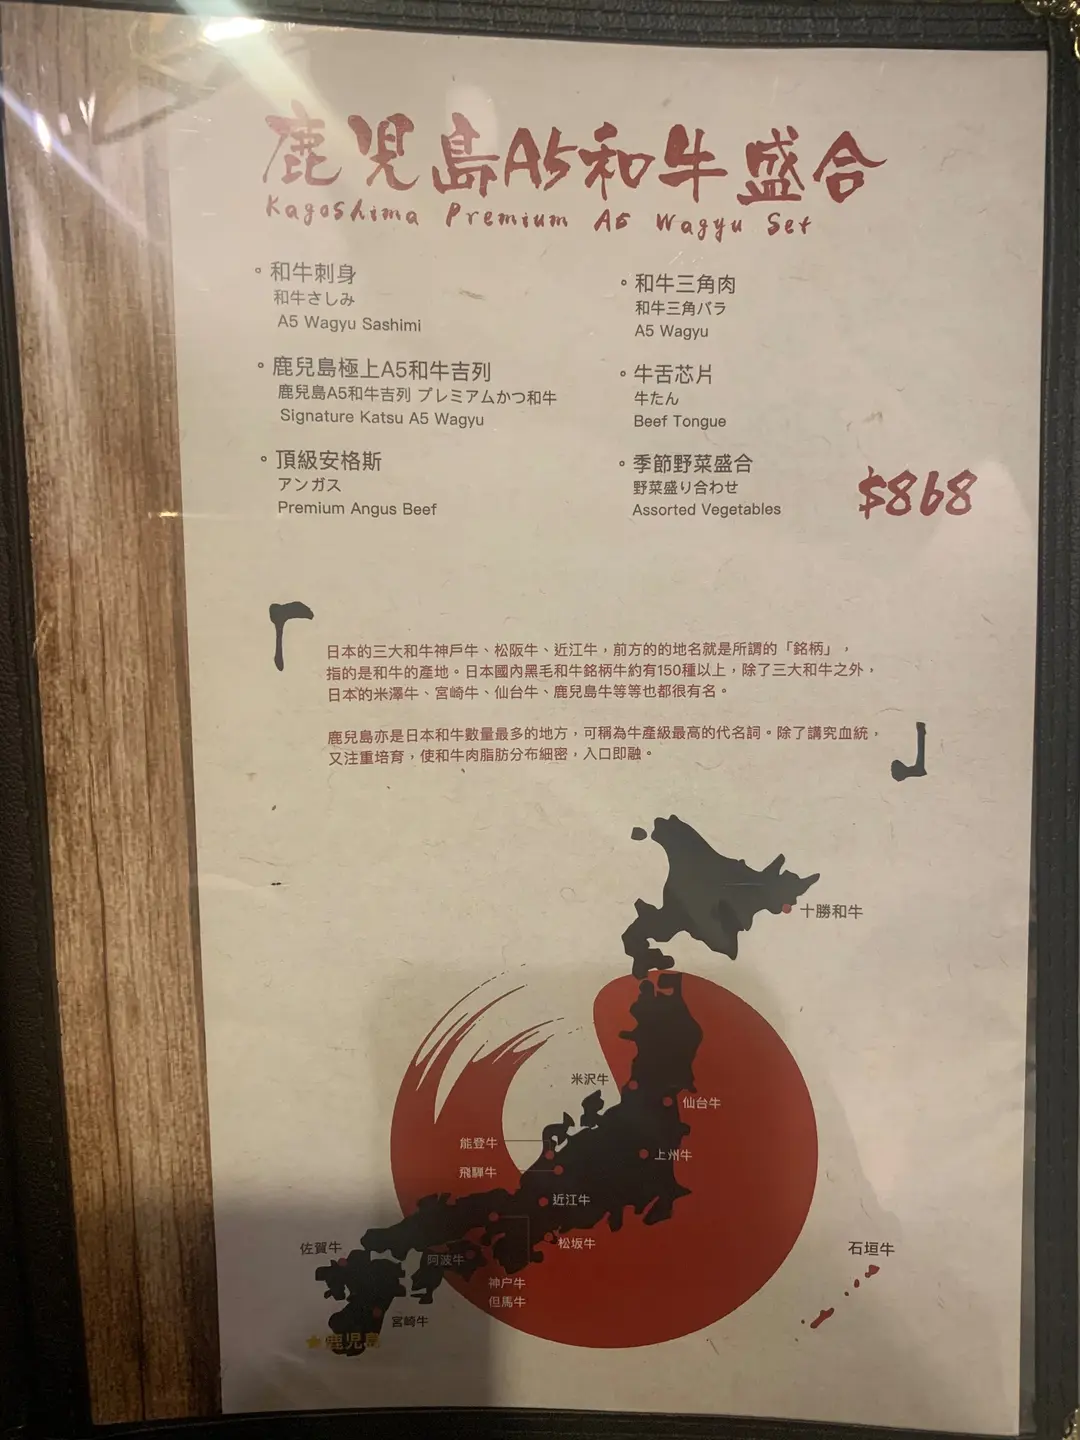 鹿児島A5和牛盛合
Kagoshima Premium A5 Wagyu Set
。和牛刺身
和牛さしみ
A5 Wagyu Sashimi
。鹿兒島極上A5和牛吉列
鹿兒島A5和牛吉列 プレミアムかつ和牛
Signature Katsu A5 Wagyu
。頂級安格斯
アンガス
Premium Angus Beef
。和牛三角肉
和牛三角バラ
A5 Wagyu
。牛舌芯片
牛たん
Beef Tongue
。季節野菜盛合
野菜盛り合わせ
Assorted Vegetables
$868
「
日本的三大和牛神戶牛、松阪牛、近江牛，前方的的地名就是所謂的「銘柄」，
指的是和牛的產地。日本國內黑毛和牛銘柄牛約有150種以上，除了三大和牛之外，
日本的米澤牛、宮崎牛、仙台牛、鹿兒島牛等等也都很有名。
鹿兒島亦是日本和牛數量最多的地方，可稱為牛產級最高的代名詞。除了講究血統，
又注重培育，使和牛肉脂肪分布細密，入口即融。
」
十勝和牛
米沢牛
仙台牛
能登牛
上州牛
飛騨牛
近江牛
松坂牛
佐賀牛
阿波牛
石垣牛
神户牛
但馬牛
宮崎牛
★鹿児島